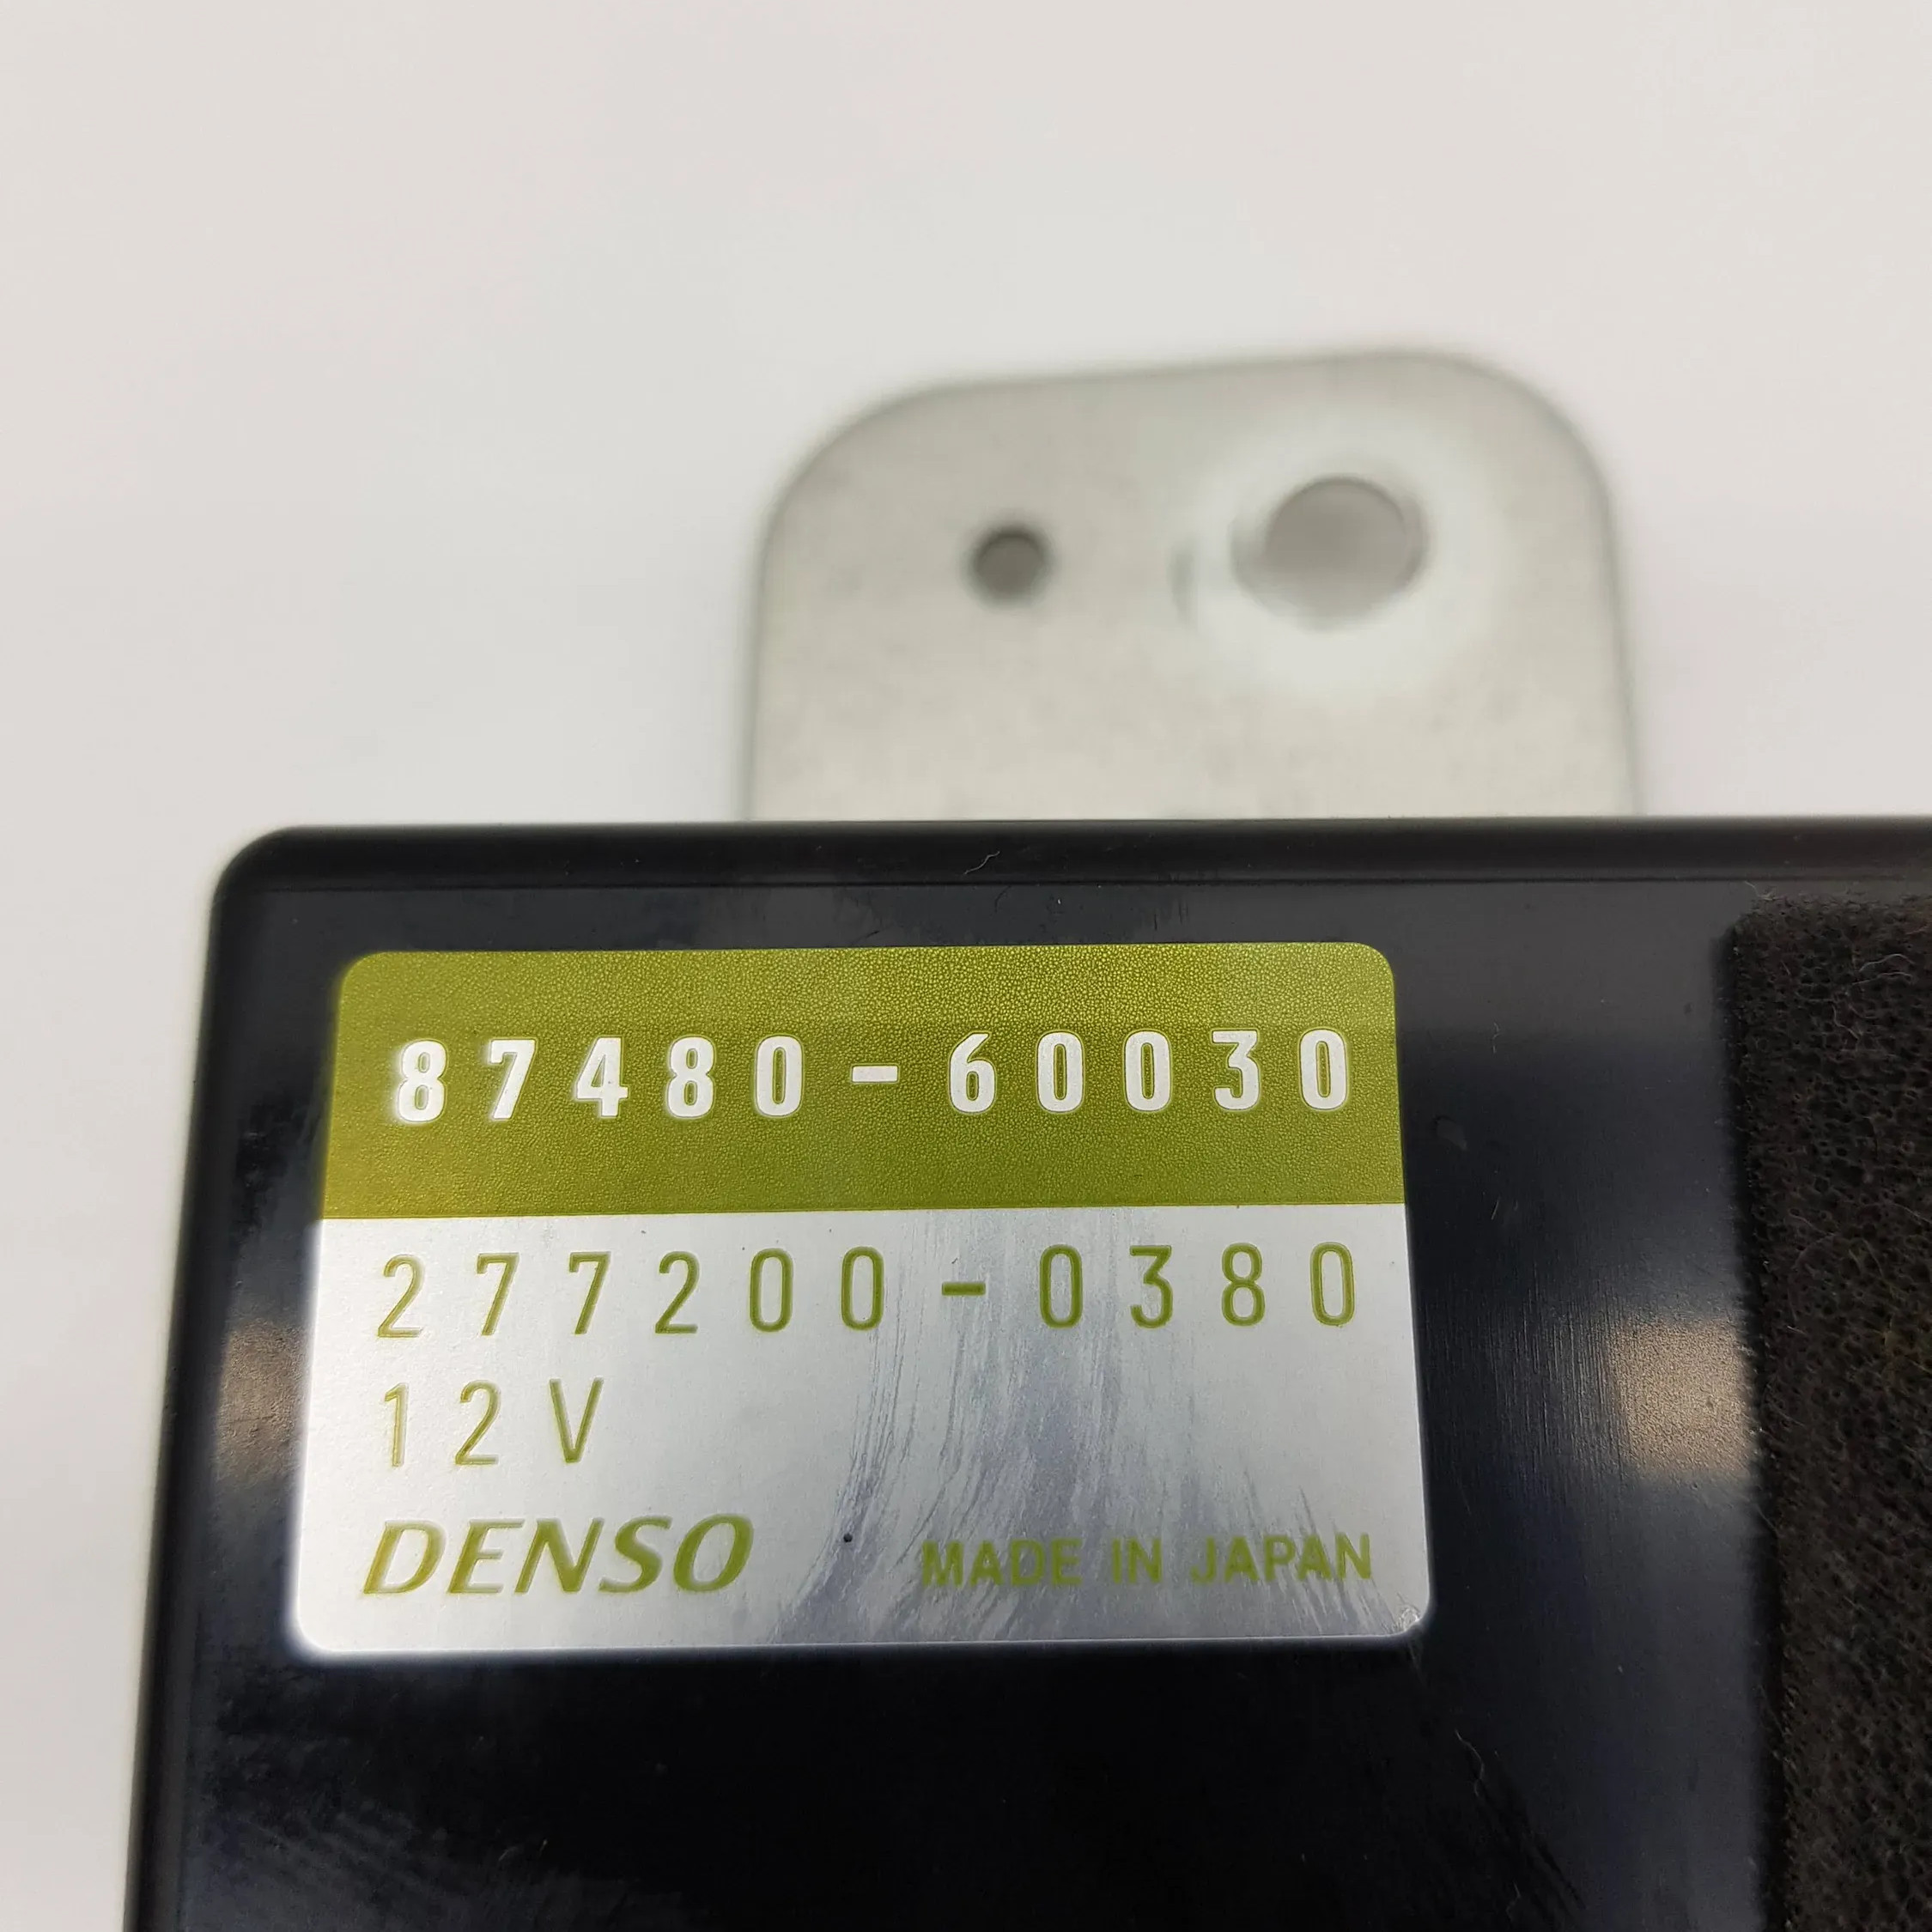 87480-60030
277200-0380
12V
DENSO MADE IN JAPAN